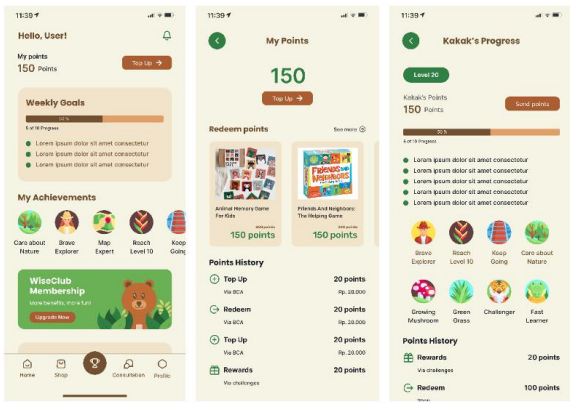 11:39
Hello, User!
My points
150 Points
Top Up →
Weekly Goals
50 %
5 of 10 Progress
Lorem ipsum dolor sit amet consectetur
Lorem ipsum dolor sit amet consectetur
Lorem ipsum dolor sit amet consectetur
My Achievements
Care about Nature
Brave Explorer
Map Expert
Reach Level 10
Keep Going
WiseClub
Membership
More benefits, more fun!
Upgrade Now
Home
Shop
Consultation
Profile
11:39
My Points
150
Top Up →
Redeem points
See more
FRIENDS AND NEIGHBORS
Animal Memory Game
For Kids
150 points
Friends And Neighbors:
The Helping Game
150 points
Points History
Top Up
20 points
Via BCA
Rp. 20.000
Redeem
20 points
Via BCA
Rp. 20.000
Top Up
20 points
Via BCA
Rp. 20.000
Rewards
20 points
Via challenges
11:39
Kakak's Progress
Level 20
Kakak's Points
150 Points
Send points
50 %
5 of 10 Progress
Lorem ipsum dolor sit amet consectetur
Lorem ipsum dolor sit amet consectetur
Lorem ipsum dolor sit amet consectetur
Lorem ipsum dolor sit amet consectetur
Lorem ipsum dolor sit amet consectetur
Brave Explorer
Reach Level 10
Keep Going
Care about Nature
Growing Mushroom
Green Grass
Challenger
Fast Learner
Points History
Rewards
20 points
Via challenges
Redeem
100 points